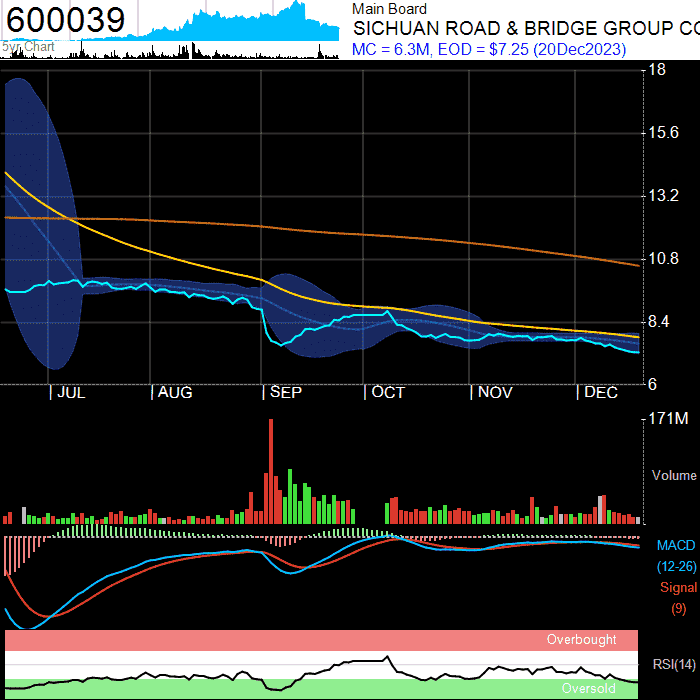 600039
5yr Chart
Main Board
SICHUAN ROAD & BRIDGE GROUP CO
MC = 6.3M, EOD = $7.25 (20Dec2023)
18
15.6
13.2
10.8
8.4
6
| JUL | AUG | SEP | OCT | NOV | DEC
171M
Volume
MACD
(12-26)
Signal
(9)
Overbought
RSI(14)
Oversold